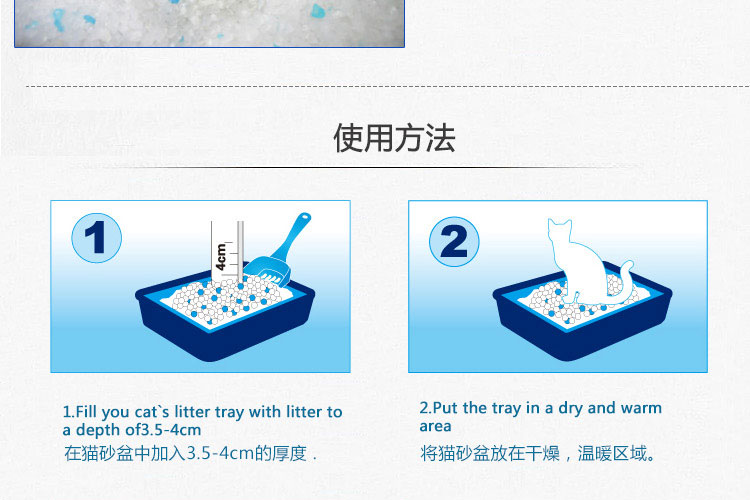 使用方法
1
4cm
2
1.Fill you cat`s litter tray with litter to
a depth of3.5-4cm
在猫砂盆中加入3.5-4cm的厚度.
2.Put the tray in a dry and warm
area
将猫砂盆放在干燥，温暖区域。